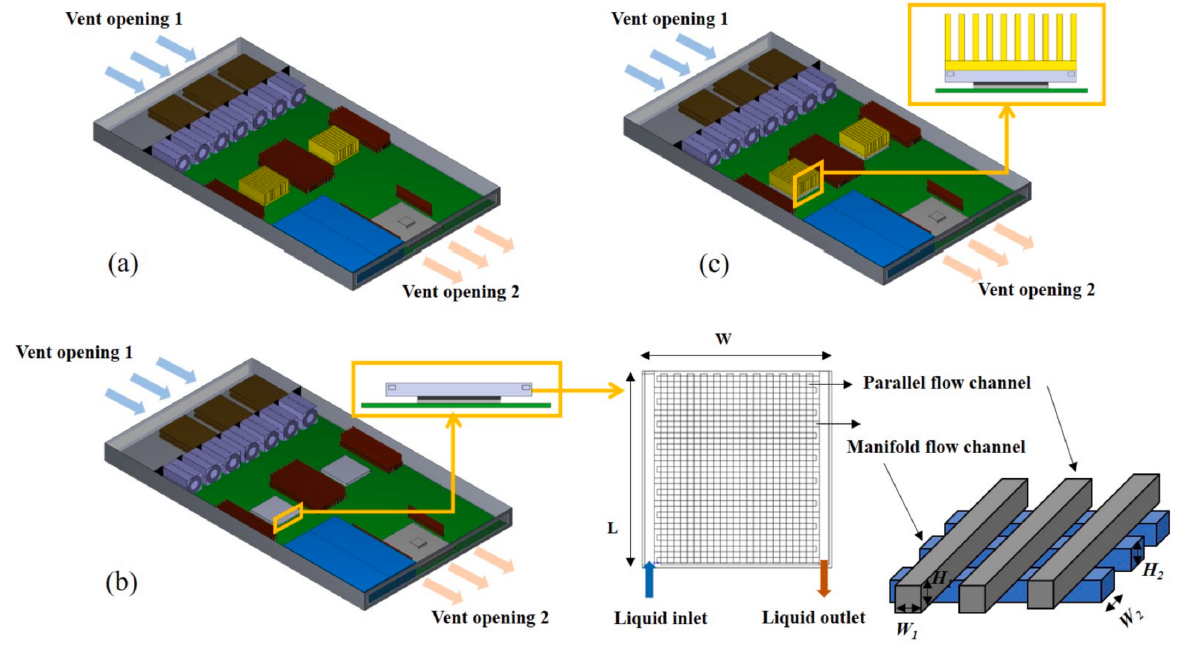 Vent opening 1
(a)
Vent opening 2
Vent opening 1
(c)
Vent opening 2
Vent opening 1
(b)
Vent opening 2
W
L
Liquid inlet
Liquid outlet
Parallel flow channel
Manifold flow channel
H1
H2
W1
W2